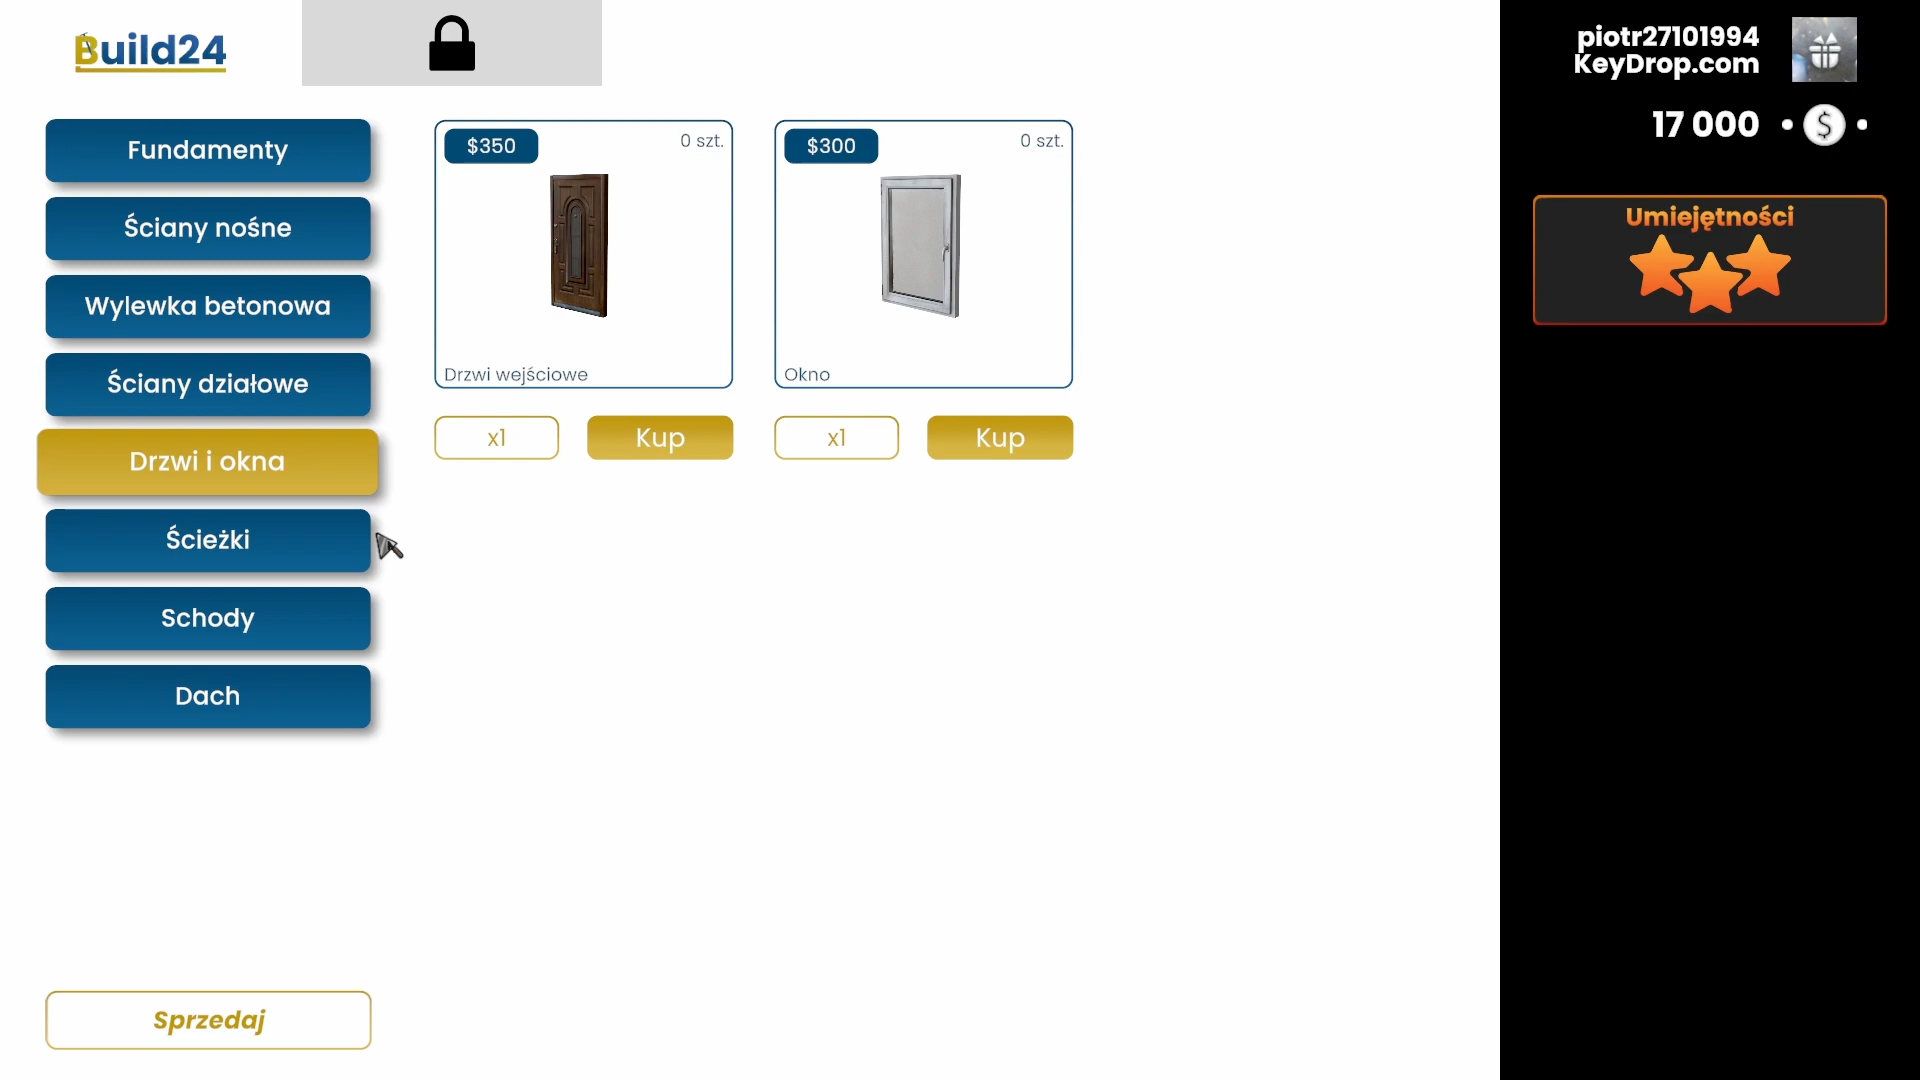 Build24
piotr27101994
KeyDrop.com
17 000
$
Umiejętności
Fundamenty
Ściany nośne
Wylewka betonowa
Ściany działowe
Drzwi i okna
Ścieżki
Schody
Dach
Sprzedaj
$350
0 szt.
Drzwi wejściowe
x1
Kup
$300
0 szt.
Okno
x1
Kup